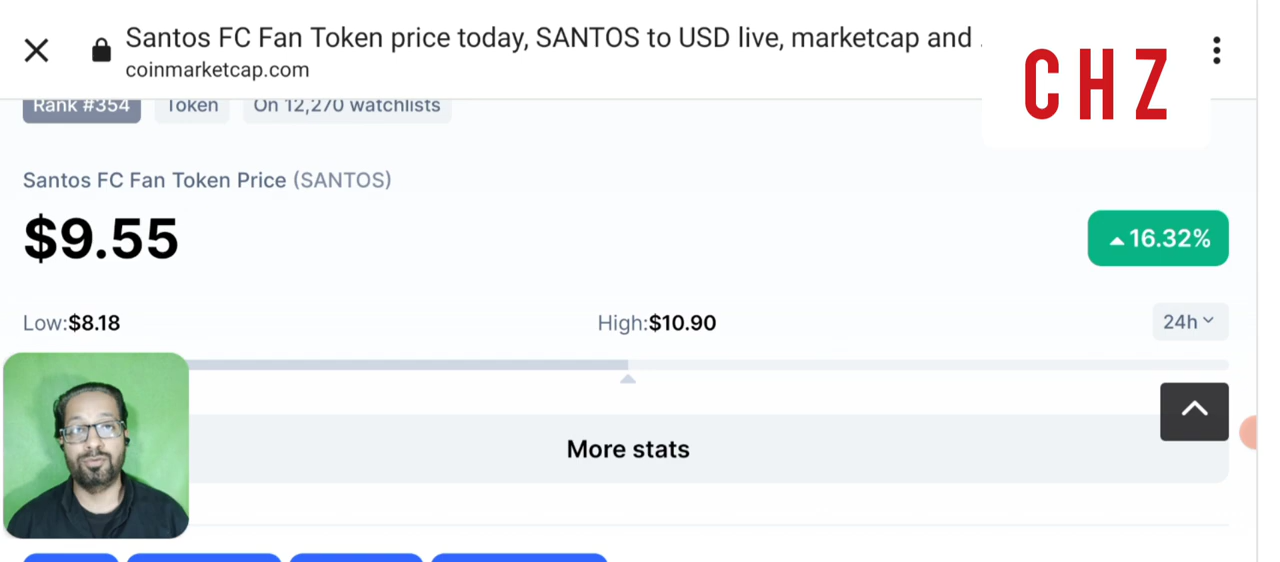 Santos FC Fan Token price today, SANTOS to USD live, marketcap and .
coinmarketcap.com
CHZ
Rank #354 Token On 12,270 watchlists
Santos FC Fan Token Price (SANTOS)
$9.55
16.32%
Low:$8.18 High:$10.90 24h
More stats